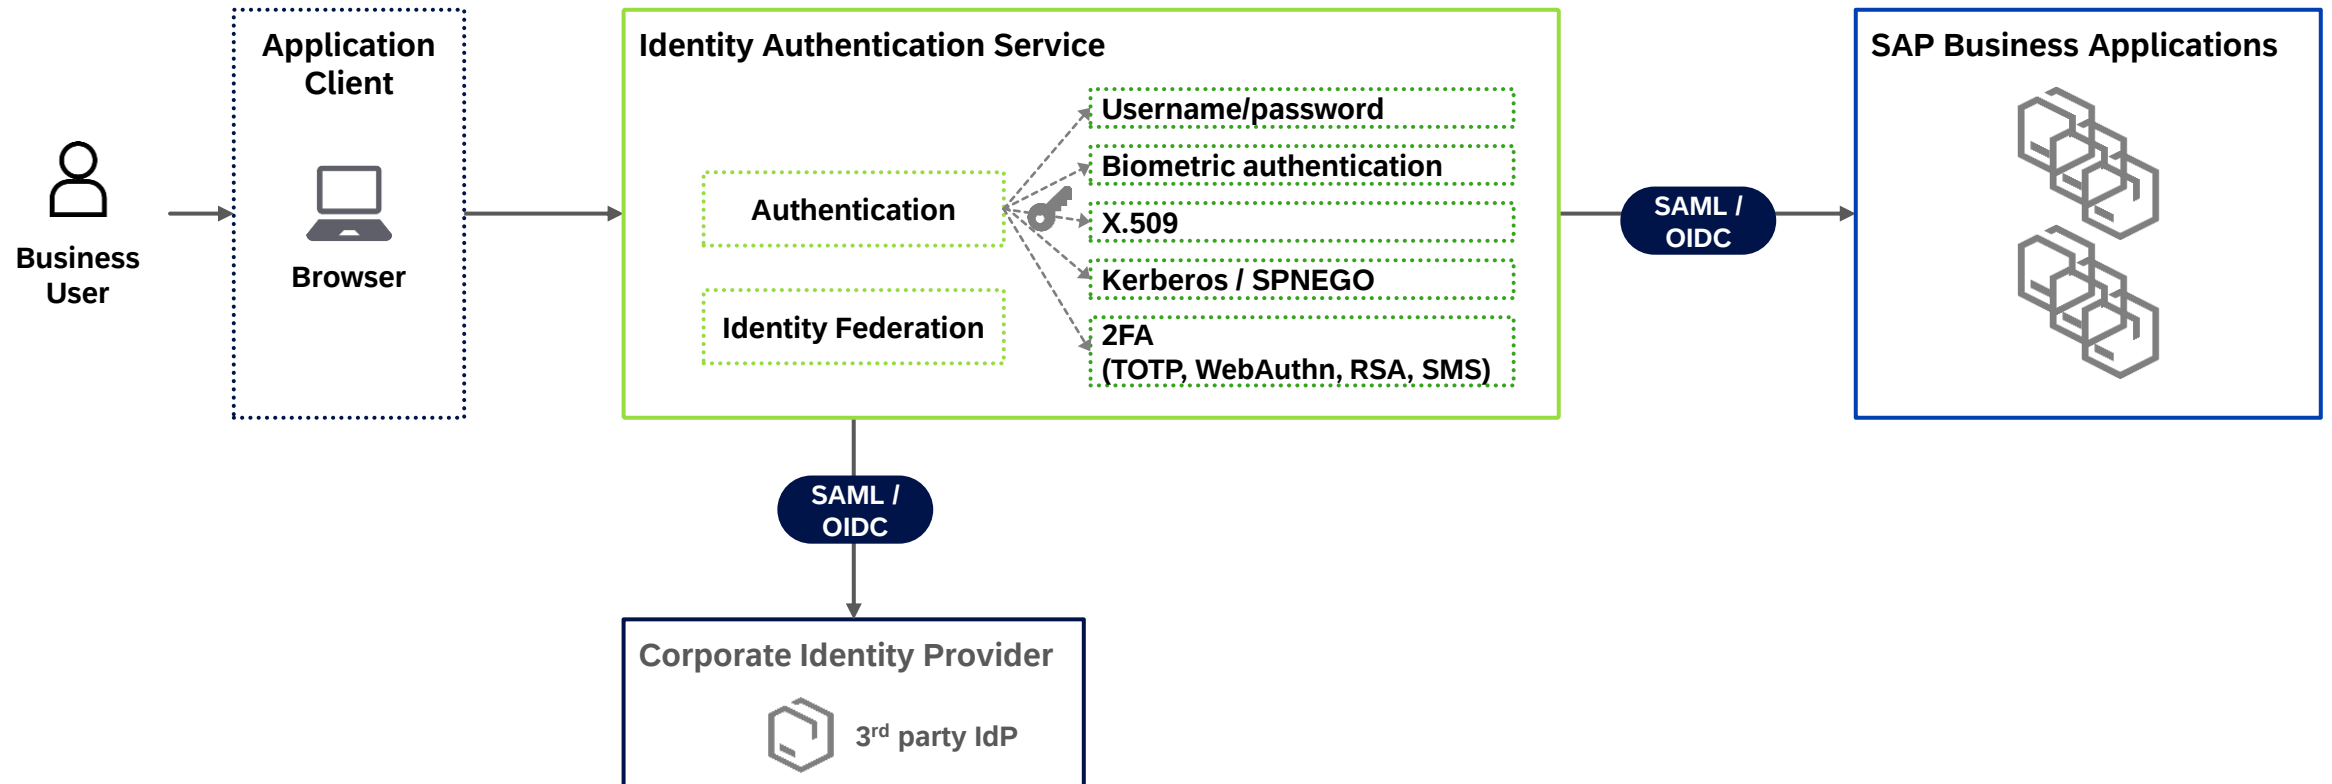 Application
Client
Identity Authentication Service
SAP Business Applications
Username/password
Biometric authentication
Authentication
X.509
SAML /
OIDC
Business
User
Browser
Kerberos / SPNEGO
Identity Federation
2FA
(TOTP, WebAuthn, RSA, SMS)
SAML /
OIDC
Corporate Identity Provider
3rd party IdP